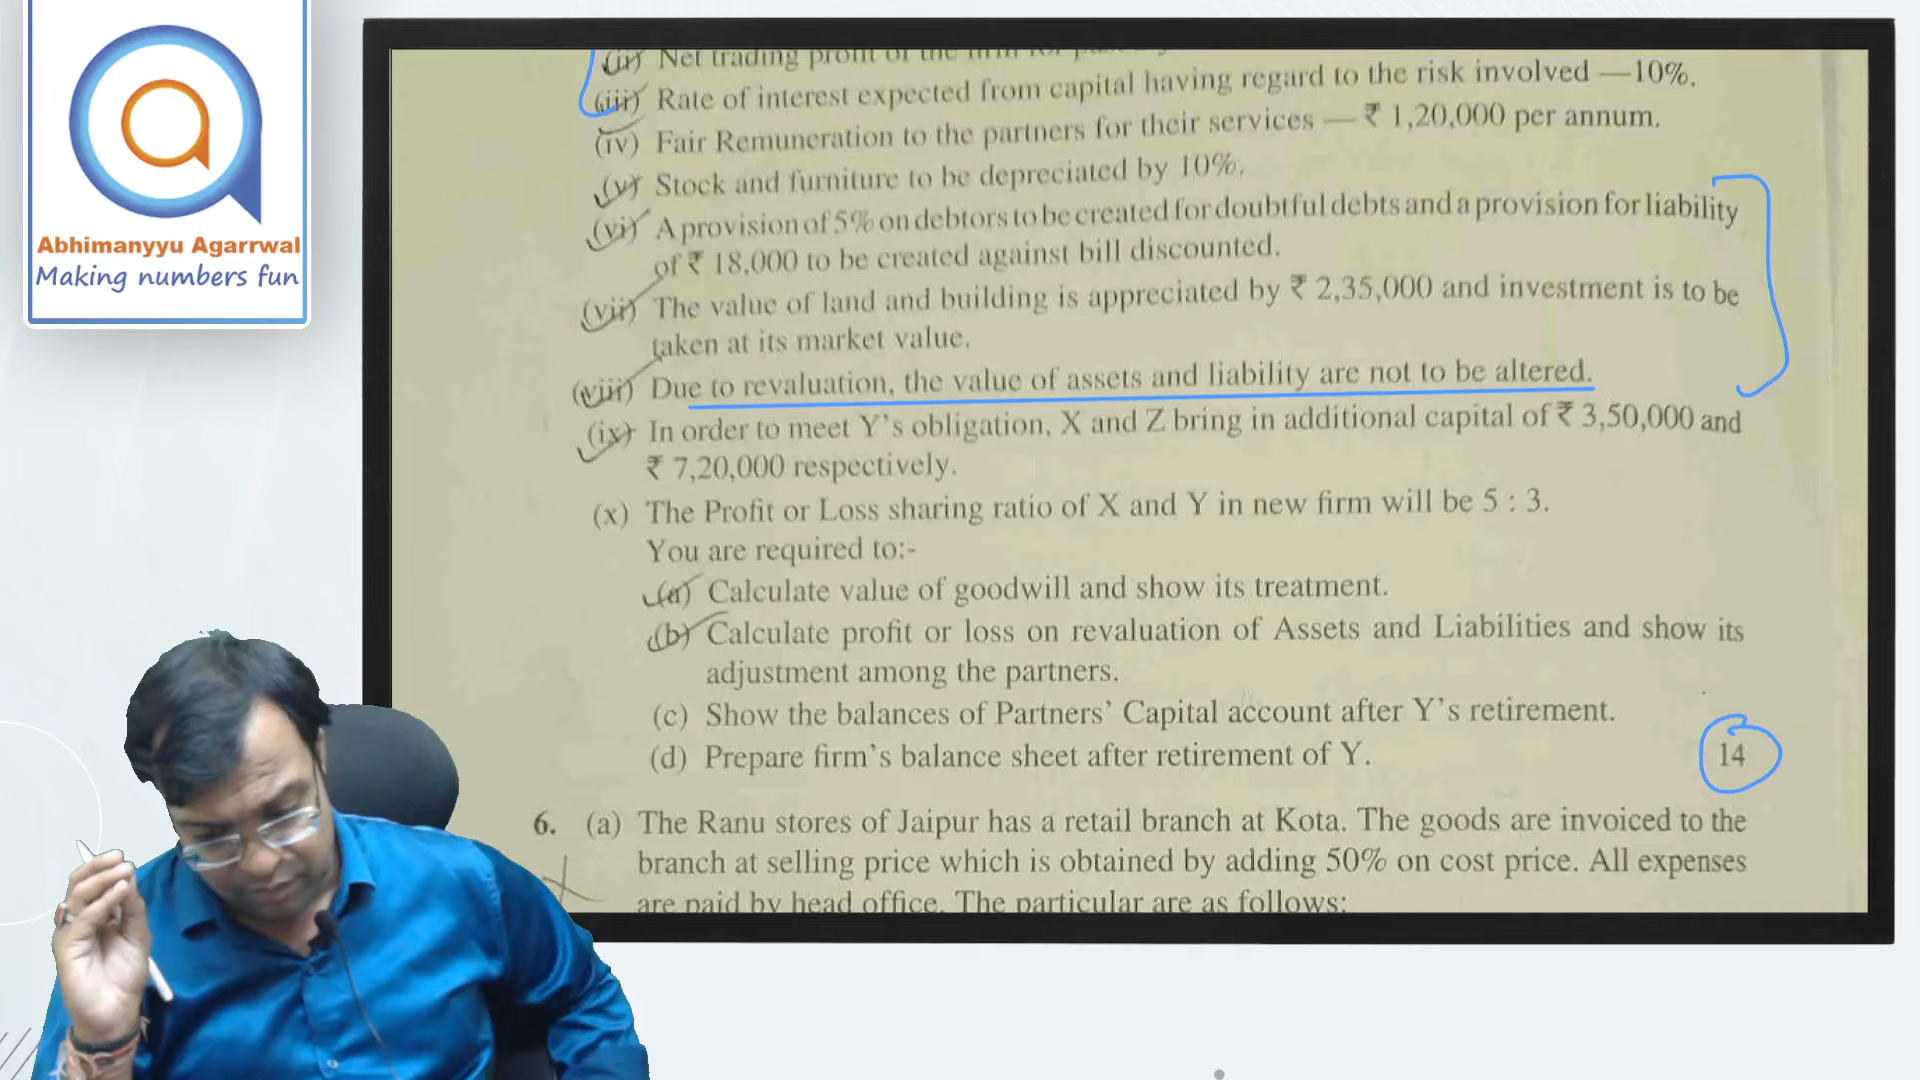 Abhimanyyu Agarrwal
Making numbers fun
(ii) Net trading profit of the firm for
(iii) Rate of interest expected from capital having regard to the risk involved —10%.
(iv) Fair Remuneration to the partners for their services — ₹ 1,20,000 per annum.
(v) Stock and furniture to be depreciated by 10%.
(vi) A provision of 5% on debtors to be created for doubtful debts and a provision for liability
of ₹ 18,000 to be created against bill discounted.
(vii) The value of land and building is appreciated by ₹ 2,35,000 and investment is to be
taken at its market value.
(viii) Due to revaluation, the value of assets and liability are not to be altered.
(ix) In order to meet Y's obligation, X and Z bring in additional capital of ₹ 3,50,000 and
₹ 7,20,000 respectively.
(x) The Profit or Loss sharing ratio of X and Y in new firm will be 5 : 3.
You are required to:-
(a) Calculate value of goodwill and show its treatment.
(b) Calculate profit or loss on revaluation of Assets and Liabilities and show its
adjustment among the partners.
(c) Show the balances of Partners' Capital account after Y's retirement.
(d) Prepare firm's balance sheet after retirement of Y. 14
6. (a) The Ranu stores of Jaipur has a retail branch at Kota. The goods are invoiced to the
branch at selling price which is obtained by adding 50% on cost price. All expenses
are paid by head office. The particular are as follows: